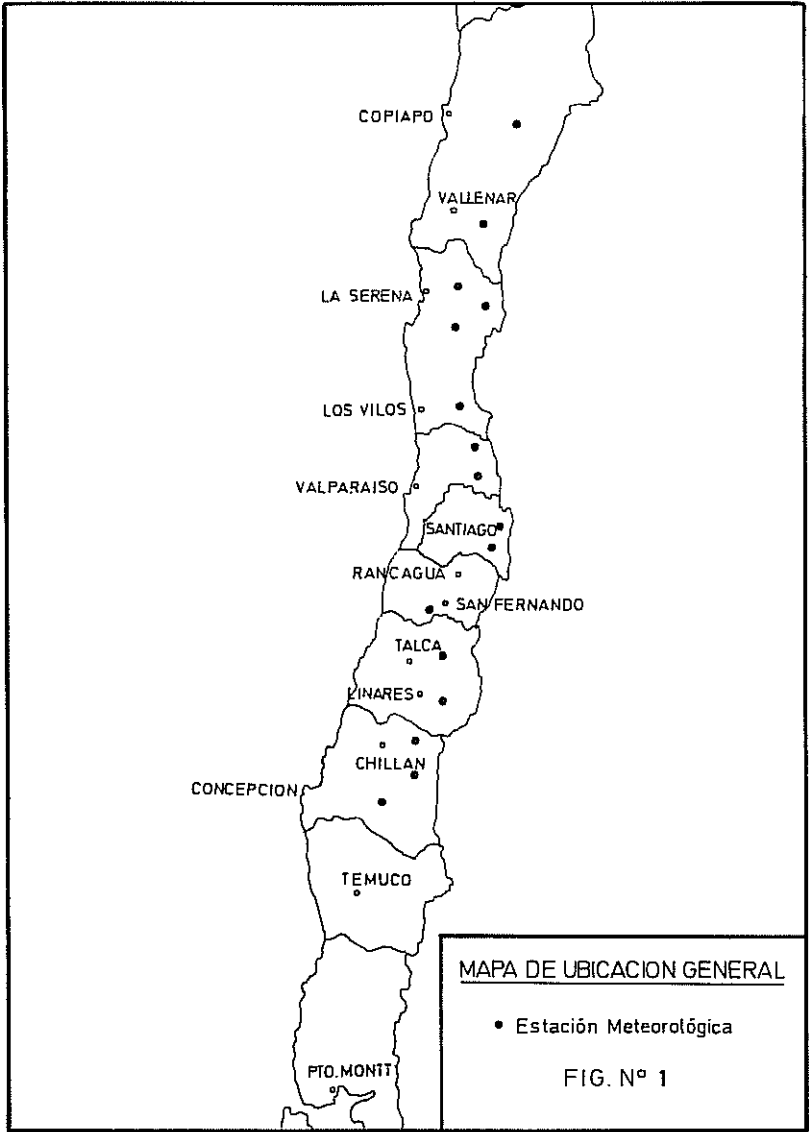 COPIAPO
VALLENAR
LA SERENA
LOS VILOS
VALPARAISO
SANTIAGO
RANCAGUA
SAN FERNANDO
TALCA
LINARES
CHILLAN
CONCEPCION
TEMUCO
PTO. MONTT
MAPA DE UBICACION GENERAL
• Estación Meteorológica
FIG. Nº 1